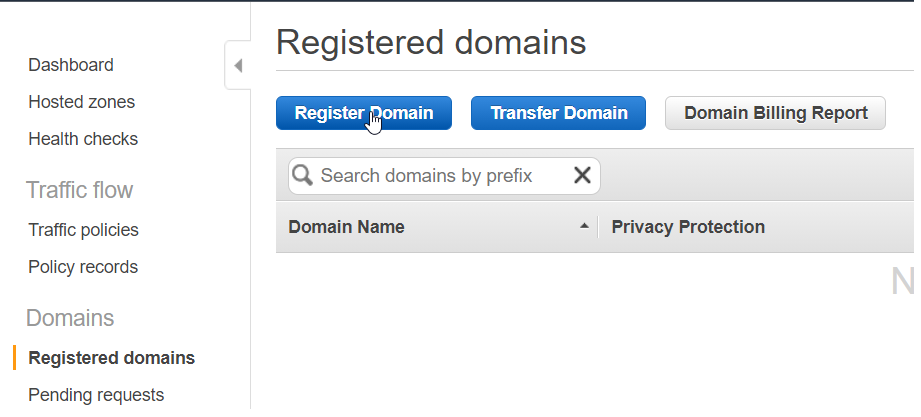 Registered domains
Dashboard
Hosted zones
Health checks
Traffic flow
Traffic policies
Policy records
Domains
Registered domains
Pending requests
Register Domain
Transfer Domain
Domain Billing Report
Search domains by prefix
Domain Name
Privacy Protection